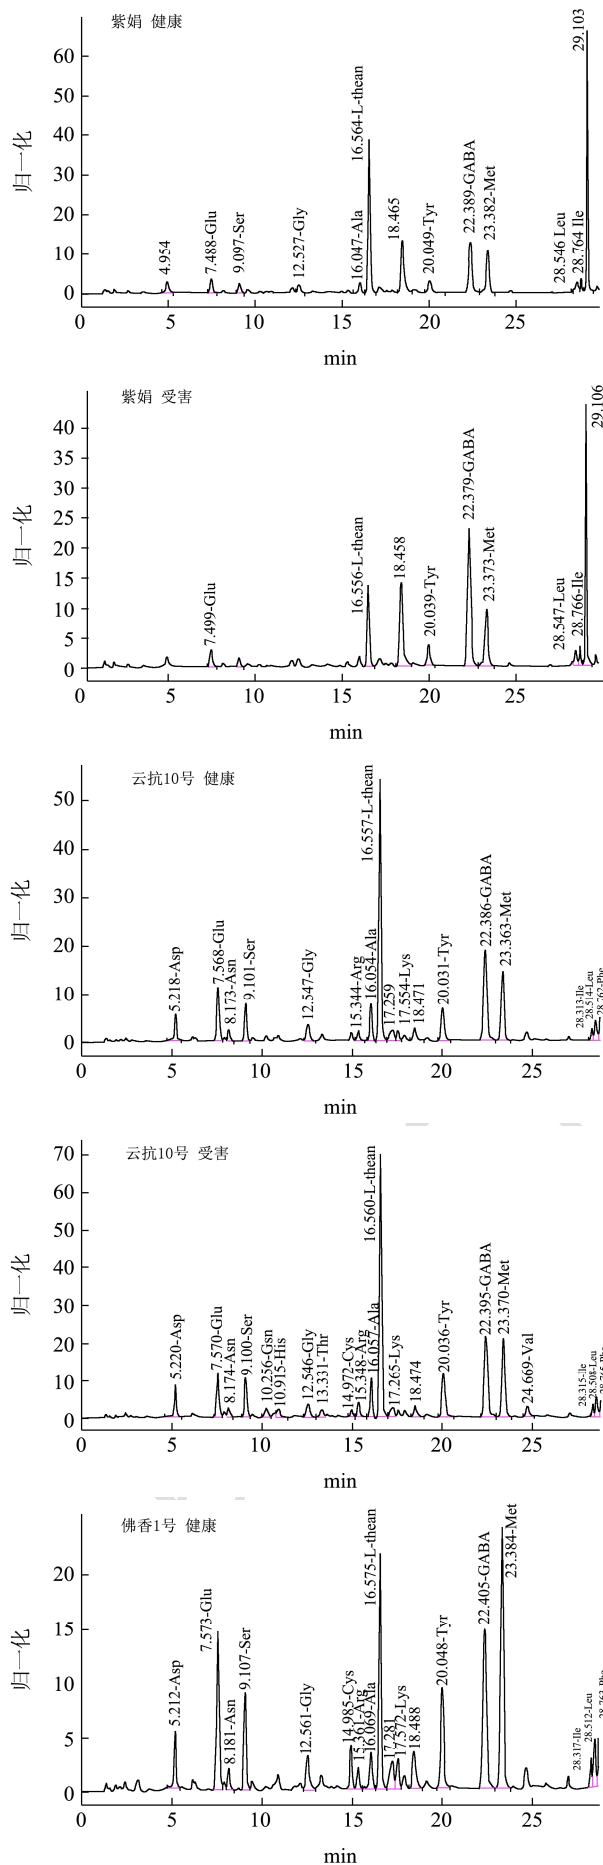 紫娟 健康
归一化
60
50
40
30
20
10
0
4.954
7.488-Glu
9.097-Ser
12.527-Gly
16.047-Ala
16.564-L-thean
18.465
20.049-Tyr
22.389-GABA
23.382-Met
28.546 Leu
28.764 Ile
29.103
0
5
10
15
20
25
min
紫娟 受害
归一化
40
35
30
25
20
15
10
5
0
7.499-Glu
16.556-L-thean
18.458
20.039-Tyr
22.379-GABA
23.373-Met
28.547-Leu
28.766-Ile
29.106
0
5
10
15
20
25
min
云抗10号 健康
归一化
50
40
30
20
10
0
5.218-Asp
7.568-Glu
8.173-Asn
9.101-Ser
12.547-Gly
15.344-Arg
16.054-Ala
16.557-L-thean
17.259
17.554-Lys
18.471
20.031-Tyr
22.386-GABA
23.363-Met
28.313-Ile
28.514-Leu
28.762-Phe
0
5
10
15
20
25
min
云抗10号 受害
归一化
70
60
50
40
30
20
10
0
5.220-Asp
7.570-Glu
8.174-Asn
9.100-Ser
10.256-Gsn
10.915-His
12.546-Gly
13.331-Thr
14.972-Cys
15.348-Arg
16.057-Ala
16.560-L-thean
17.265-Lys
18.474
20.036-Tyr
22.395-GABA
23.370-Met
24.669-Val
28.315-Ile
28.508-Leu
0
5
10
15
20
25
min
佛香1号 健康
归一化
20
15
10
5
0
5.212-Asp
7.573-Glu
8.181-Asn
9.107-Ser
12.561-Gly
14.985-Cys
15.361-Arg
16.069-Ala
16.575-L-thean
17.281
17.572-Lys
18.488
20.048-Tyr
22.405-GABA
23.384-Met
28.317-Ile
28.512-Leu
28.763-Phe
0
5
10
15
20
25
min